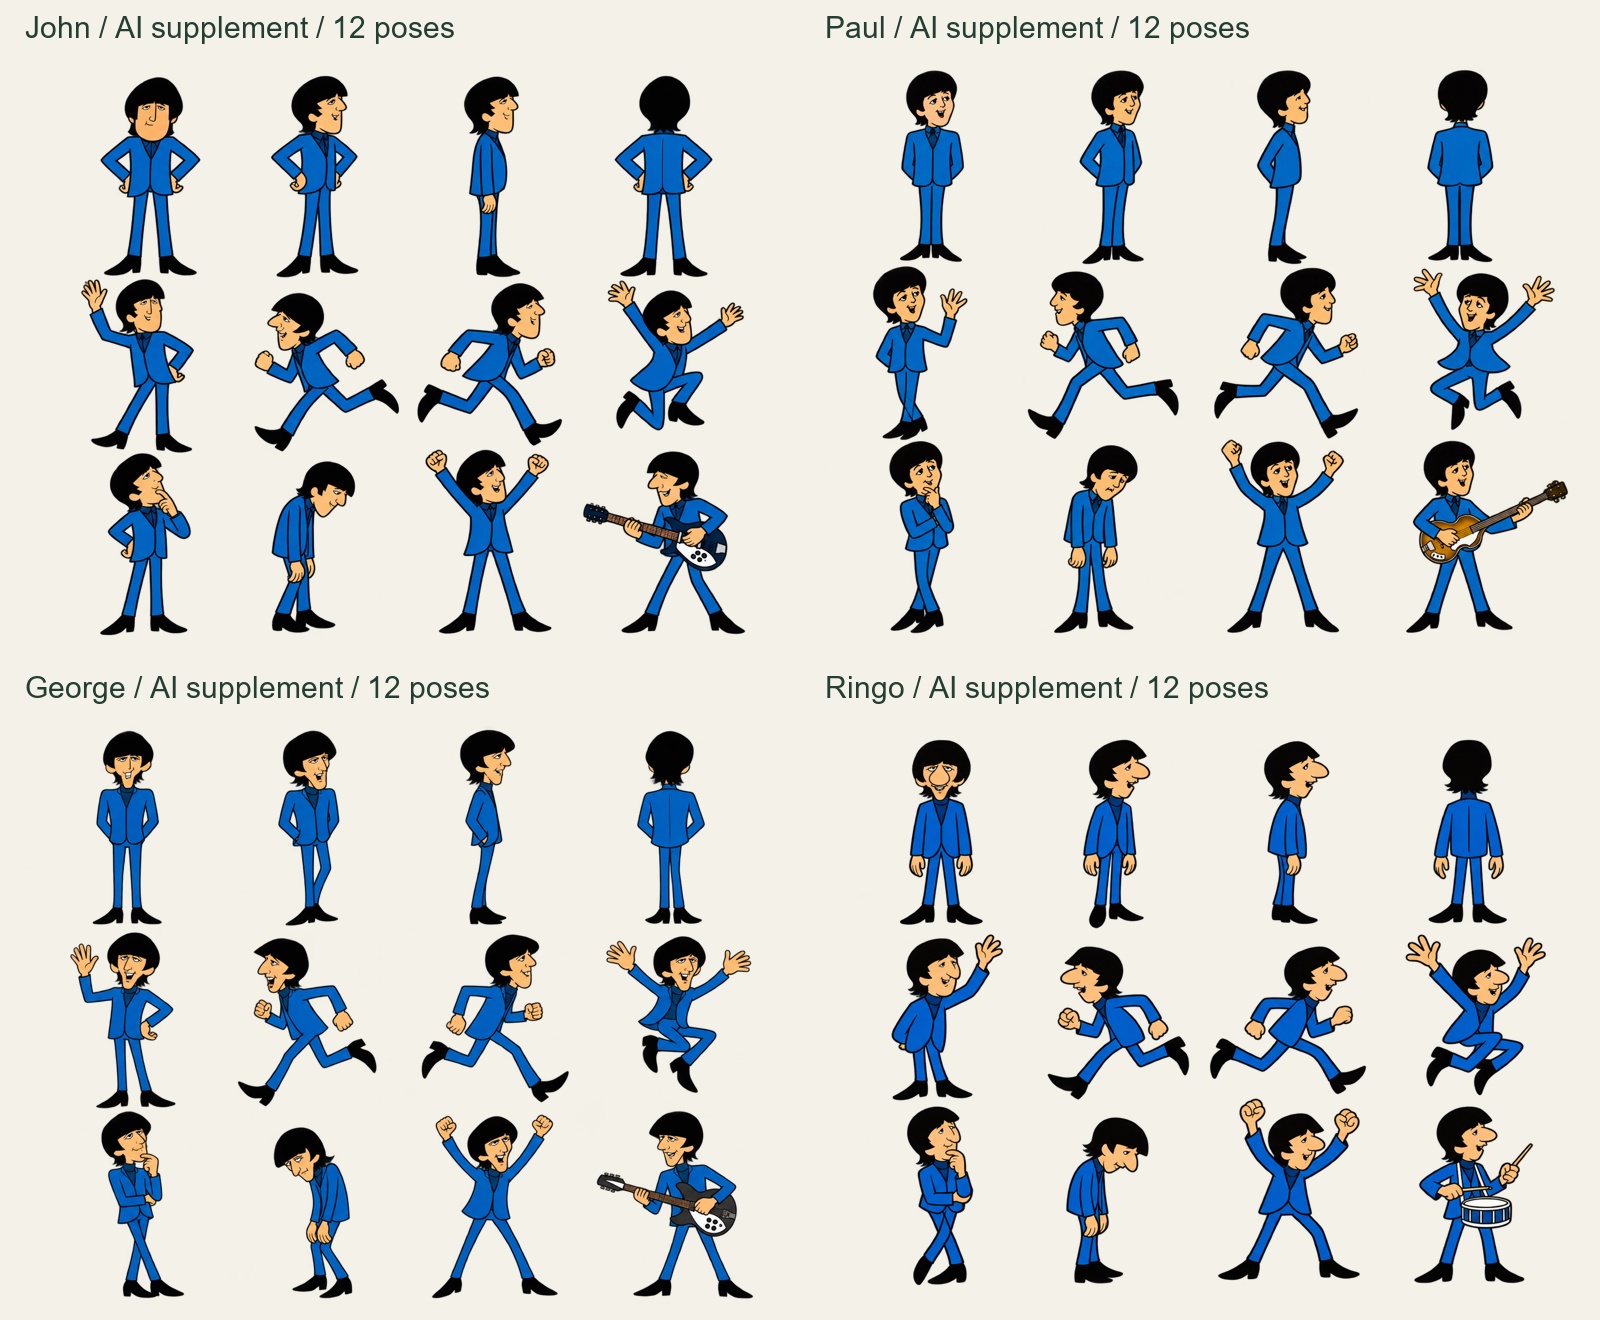 John / AI supplement / 12 poses
Paul / AI supplement / 12 poses
George / AI supplement / 12 poses
Ringo / AI supplement / 12 poses